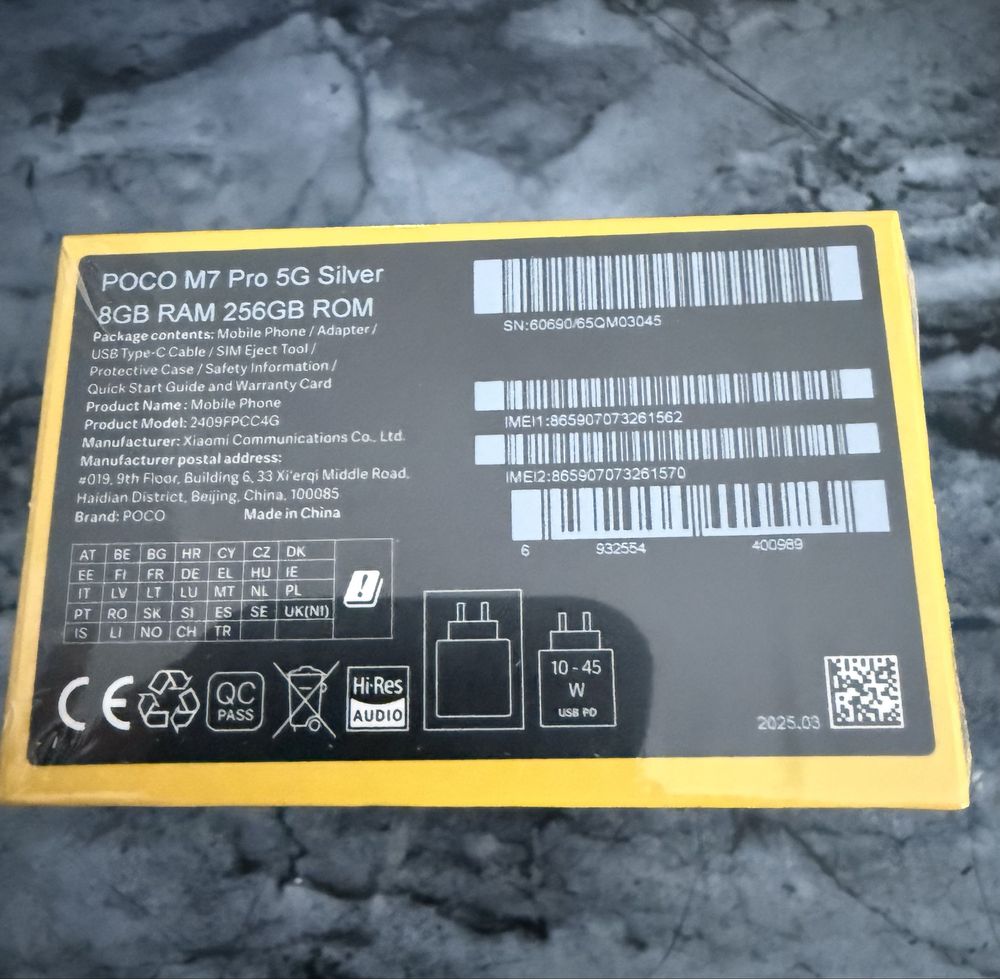 POCO M7 Pro 5G Silver
8GB RAM 256GB ROM
Package contents: Mobile Phone / Adapter /
USB Type-C Cable / SIM Eject Tool /
Protective Case / Safety Information /
Quick Start Guide and Warranty Card
Product Name: Mobile Phone
Product Model: 2409FPCC4G
Manufacturer: Xiaomi Communications Co., Ltd.
Manufacturer postal address:
#019, 9th Floor, Building 6, 33 Xi'erqi Middle Road,
Haidian District, Beijing, China, 100085
Brand: POCO Made in China
SN:60690/65QM03045
IMEI1:865907073261562
IMEI2:865907073261570
6 932554 400989
AT BE BG HR CY CZ DK
EE FI FR DE EL HU IE
IT LV LT LU MT NL PL
PT RO SK SI ES SE UK(NI)
IS LI NO CH TR
CE
QC
PASS
Hi-Res
AUDIO
10 - 45
W
USB PD
2025.03